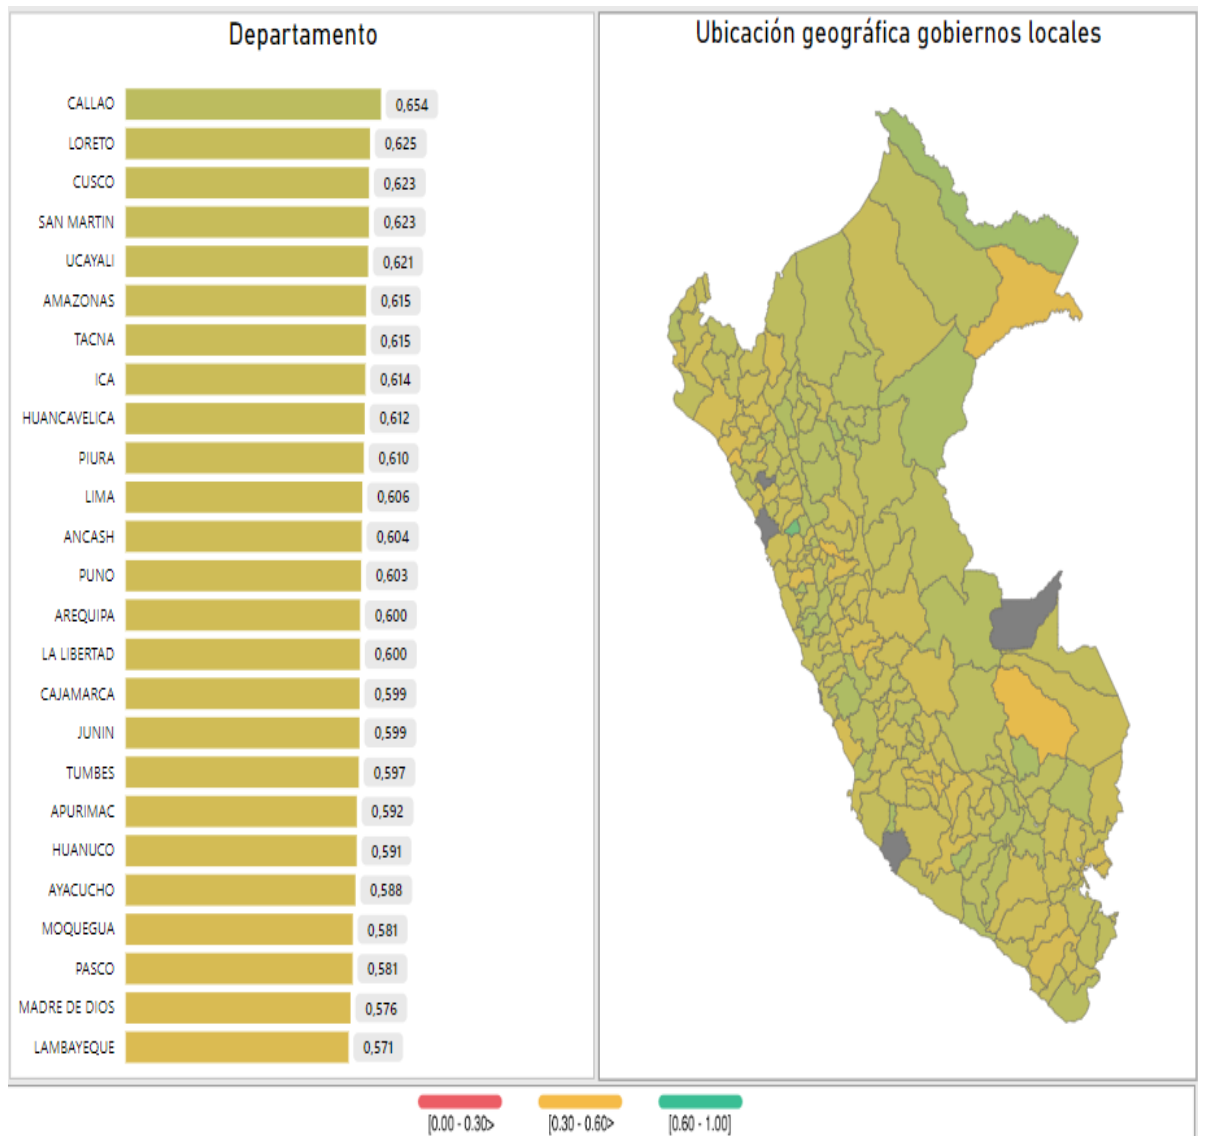 Departamento
CALLAO 0,654
LORETO 0,625
CUSCO 0,623
SAN MARTIN 0,623
UCAYALI 0,621
AMAZONAS 0,615
TACNA 0,615
ICA 0,614
HUANCAVELICA 0,612
PIURA 0,610
LIMA 0,606
ANCASH 0,604
PUNO 0,603
AREQUIPA 0,600
LA LIBERTAD 0,600
CAJAMARCA 0,599
JUNIN 0,599
TUMBES 0,597
APURIMAC 0,592
HUANUCO 0,591
AYACUCHO 0,588
MOQUEGUA 0,581
PASCO 0,581
MADRE DE DIOS 0,576
LAMBAYEQUE 0,571
Ubicación geográfica gobiernos locales
[0.00 - 0.30>
[0.30 - 0.60>
[0.60 - 1.00]